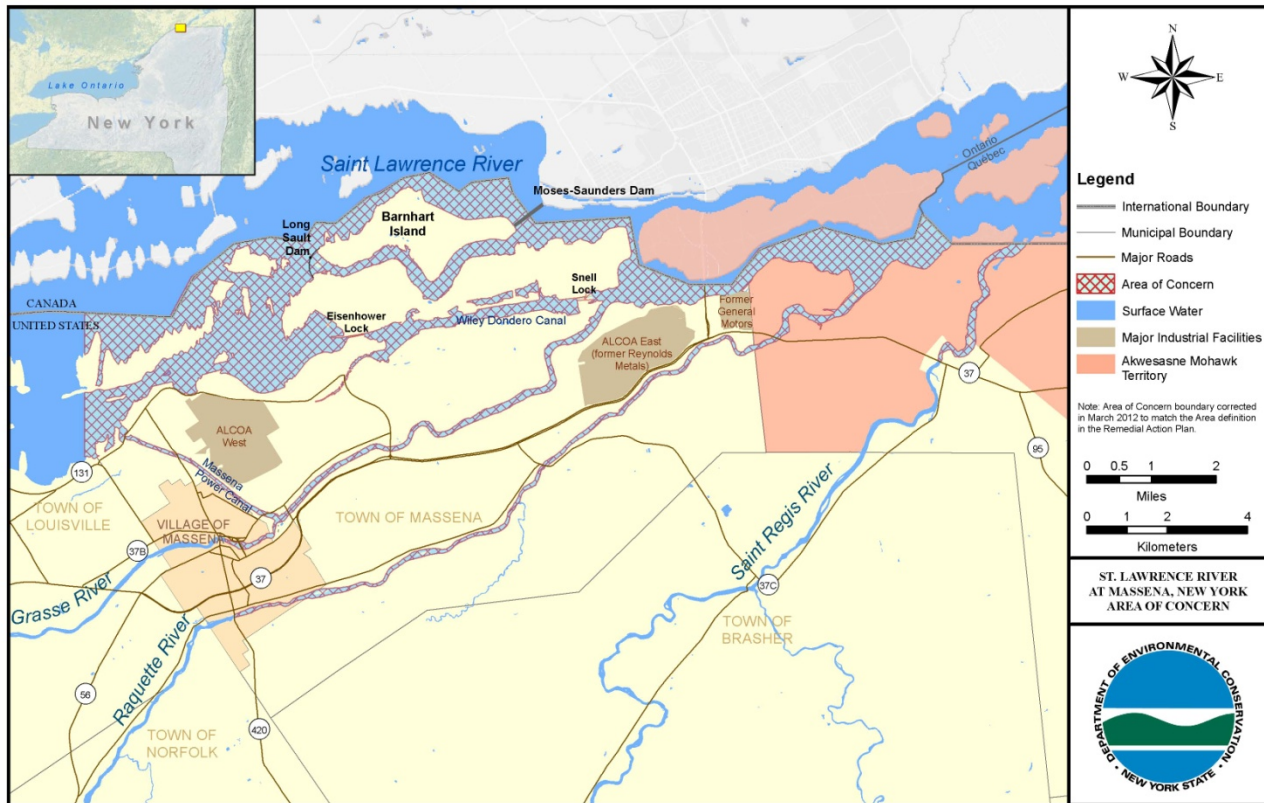 Lake Ontario
New York
Saint Lawrence River
Ontario
Québec
Moses-Saunders Dam
Barnhart
Island
Long
Sault
Dam
Snell
Lock
CANADA
UNITED STATES
Eisenhower
Lock
Wiley Dondero Canal
Former
General
Motors
ALCOA East
(former Reynolds
Metals)
37
ALCOA
West
95
131
Massena
Power Canal
TOWN OF
LOUISVILLE
VILLAGE OF
MASSENA
TOWN OF MASSENA
37B
37
Grasse River
Saint Regis River
37C
TOWN OF
BRASHER
Raquette River
56
420
TOWN OF
NORFOLK
N
W
E
S
Legend
International Boundary
Municipal Boundary
Major Roads
Area of Concern
Surface Water
Major Industrial Facilities
Akwesasne Mohawk
Territory
Note: Area of Concern boundary corrected
in March 2012 to match the Area definition
in the Remedial Action Plan.
0 0.5 1 2
Miles
0 1 2 4
Kilometers
ST. LAWRENCE RIVER
AT MASSENA, NEW YORK
AREA OF CONCERN
DEPARTMENT OF ENVIRONMENTAL CONSERVATION
NEW YORK STATE